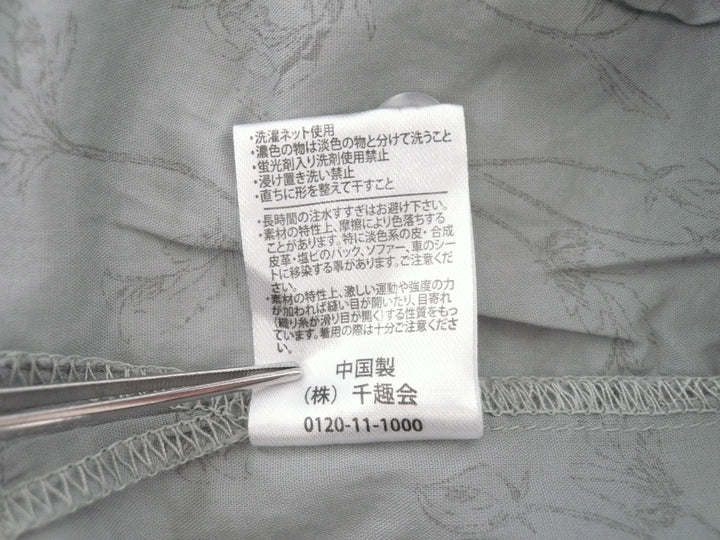 ・洗濯ネット使用
・濃色の物は淡色の物と分けて洗うこと
・蛍光剤入り洗剤使用禁止
・浸け置き洗い禁止
・直ちに形を整えて干すこと
・長時間の注水すすぎはお避け下さい。
・素材の特性上、摩擦により色落ちする
ことがあります。特に淡色系の皮・合成
皮革・塩ビのバック、ソファー、車のシー
トに移染する事があります。ご注意くだ
さい。
・素材の特性上、激しい運動や強度の力
が加われば縫い目が開いたり、目寄れ
(織り糸が滑り目が開く)する性質をもっ
ています。着用の際は十分ご注意くださ
い。
中国製
(株) 千趣会
0120-11-1000